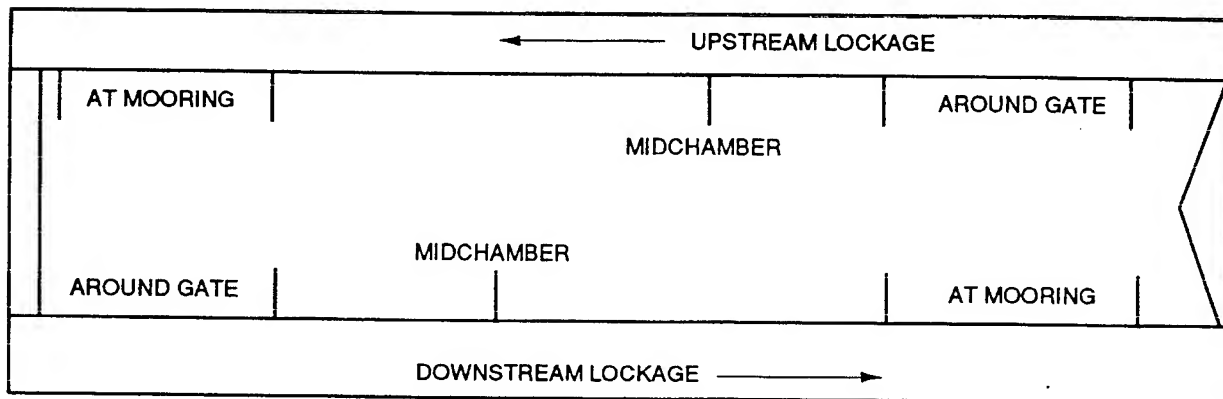 UPSTREAM LOCKAGE
AT MOORING
AROUND GATE
MIDCHAMBER
MIDCHAMBER
AROUND GATE
AT MOORING
DOWNSTREAM LOCKAGE